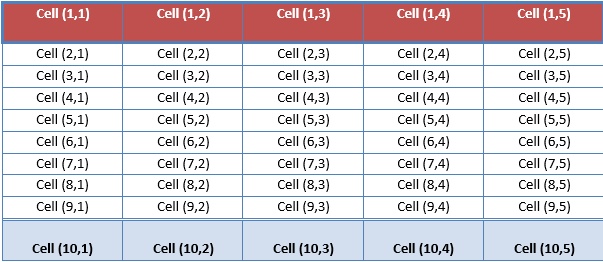 Cell (1,1) Cell (1,2) Cell (1,3) Cell (1,4) Cell (1,5)
Cell (2,1) Cell (2,2) Cell (2,3) Cell (2,4) Cell (2,5)
Cell (3,1) Cell (3,2) Cell (3,3) Cell (3,4) Cell (3,5)
Cell (4,1) Cell (4,2) Cell (4,3) Cell (4,4) Cell (4,5)
Cell (5,1) Cell (5,2) Cell (5,3) Cell (5,4) Cell (5,5)
Cell (6,1) Cell (6,2) Cell (6,3) Cell (6,4) Cell (6,5)
Cell (7,1) Cell (7,2) Cell (7,3) Cell (7,4) Cell (7,5)
Cell (8,1) Cell (8,2) Cell (8,3) Cell (8,4) Cell (8,5)
Cell (9,1) Cell (9,2) Cell (9,3) Cell (9,4) Cell (9,5)
Cell (10,1) Cell (10,2) Cell (10,3) Cell (10,4) Cell (10,5)